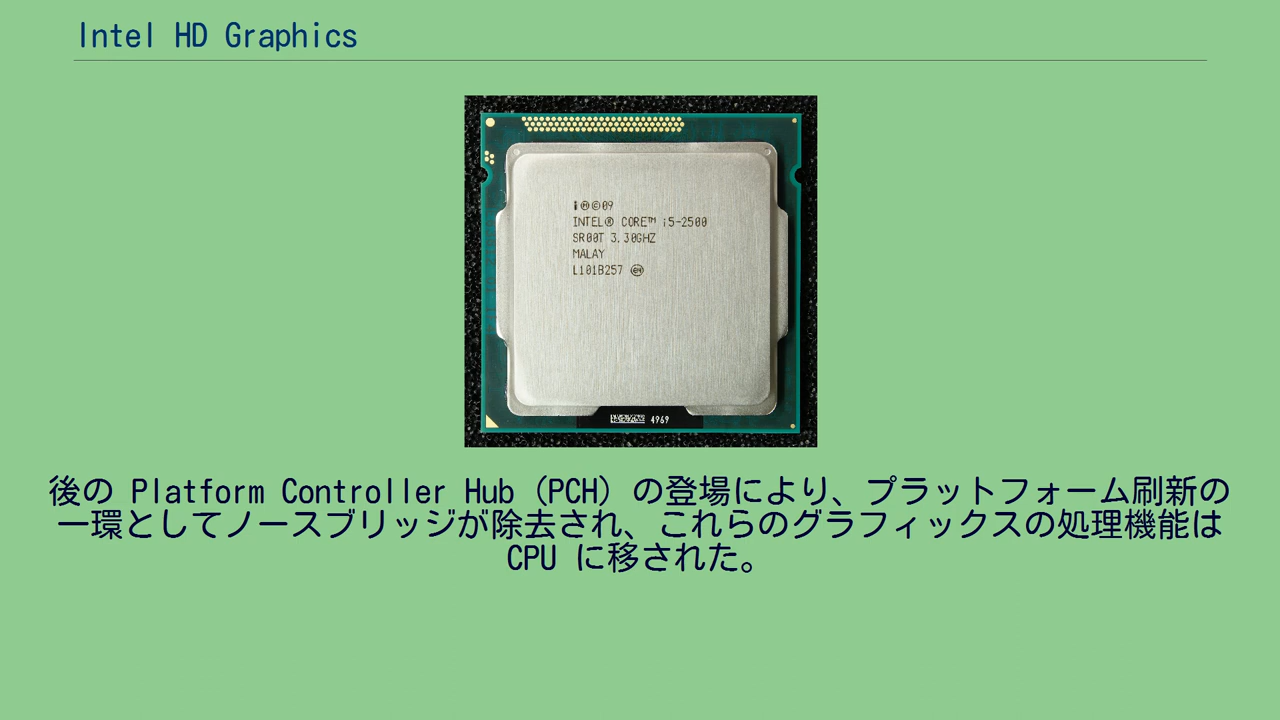 Intel HD Graphics
i Ⓜ©09
INTEL® CORE™ i5-2500
SR00T 3.30GHZ
MALAY
L101B257 e4
4969
後の Platform Controller Hub (PCH) の登場により、プラットフォーム刷新の
一環としてノースブリッジが除去され、これらのグラフィックスの処理機能は
CPU に移された。